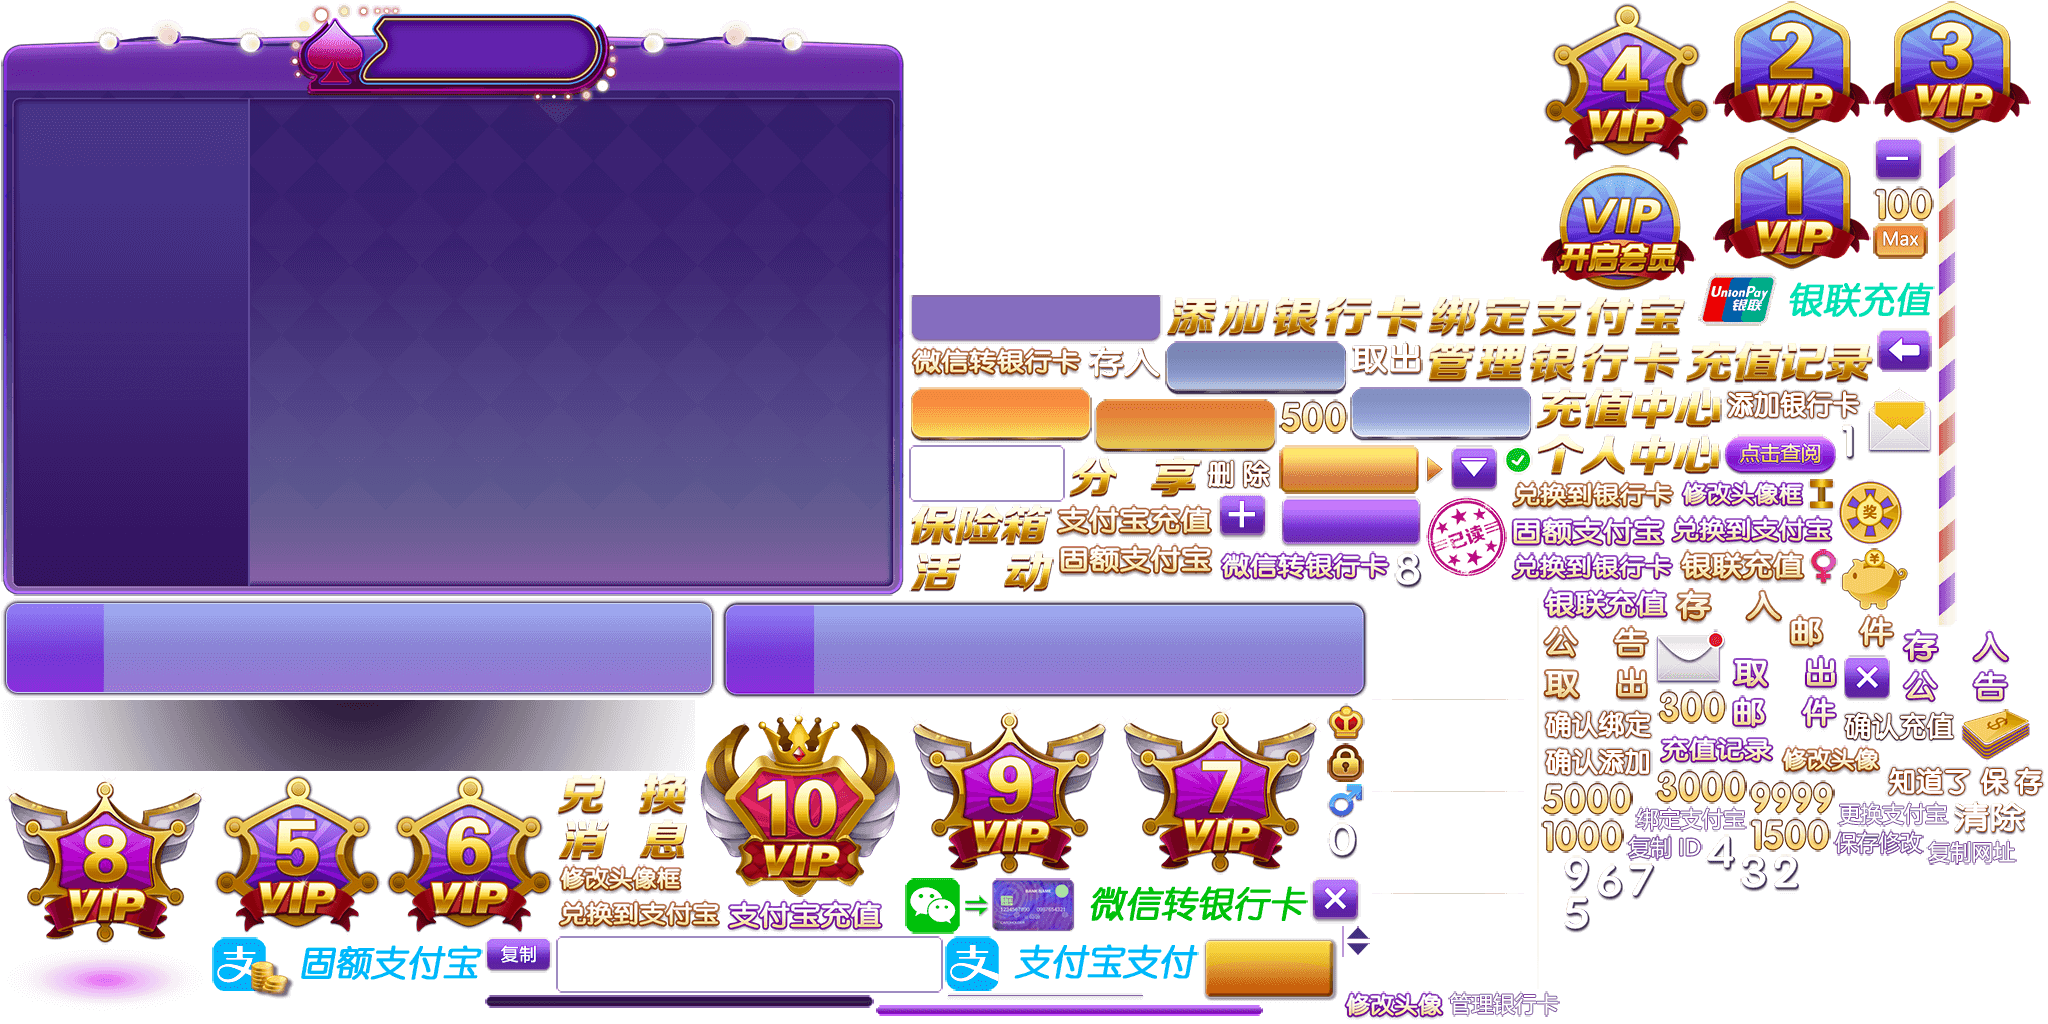 4
VIP
2
VIP
3
VIP
VIP
开启会员
1
VIP
100
Max
UnionPay
银联
银联充值
添加银行卡
绑定支付宝
微信转银行卡
存入
取出
管理银行卡
充值记录
500
充值中心
添加银行卡
1
分 享
删 除
个人中心
点击查阅
兑换到银行卡
修改头像框
奖
保险箱
支付宝充值
已读
固额支付宝
兑换到支付宝
活 动
固额支付宝
微信转银行卡
8
兑换到银行卡
银联充值
银联充值
存 入
公 告
邮 件
存 入
取 出
取 出
公 告
300
邮 件
确认绑定
确认充值
确认添加
充值记录
修改头像
知道了
保 存
5000
3000
9999
绑定支付宝
更换支付宝
清除
1000
复制 ID
1500
保存修改
复制网址
4
3
2
9
6
7
5
8
VIP
5
VIP
6
VIP
兑 换
消 息
修改头像框
兑换到支付宝
支付宝充值
10
VIP
9
VIP
7
VIP
0
BANK NAME
微信转银行卡
支
固额支付宝
复制
支
支付宝支付
修改头像
管理银行卡